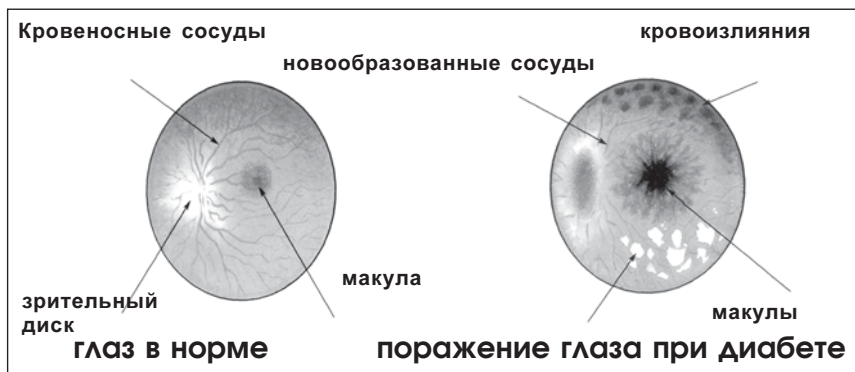 Кровеносные сосуды
кровоизлияния
новообразованные сосуды
макула
зрительный
диск
макулы
глаз в норме
поражение глаза при диабете